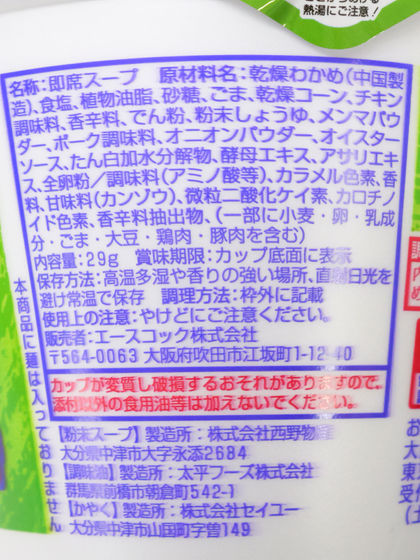 熱湯にご注意!
名称:即席スープ　原材料名:乾燥わかめ(中国製
造)、食塩、植物油脂、砂糖、ごま、乾燥コーン、チキン
調味料、香辛料、でん粉、粉末しょうゆ、メンマパウ
ダー、ポーク調味料、オニオンパウダー、オイスター
ソース、たん白加水分解物、酵母エキス、アサリエキ
ス、全卵粉/調味料(アミノ酸等)、カラメル色素、香
料、甘味料(カンゾウ)、微粒二酸化ケイ素、カロチノ
イド色素、香辛料抽出物、(一部に小麦・卵・乳成
分・ごま・大豆・鶏肉・豚肉を含む)
内容量:29g　賞味期限:カップ底面に表示
保存方法:高温多湿や香りの強い場所、直射日光を
避け常温で保存　調理方法:枠外に記載
使用上の注意:やけどにご注意ください。
販売者:エースコック株式会社
〒564-0063 大阪府吹田市江坂町1-12-40
カップが変質し破損するおそれがありますので、
添付以外の食用油等は加えないでください。
【粉末スープ】製造所:株式会社西野物産
大分県中津市大字永添2684
【調味油】製造所:太平フーズ株式会社
群馬県前橋市朝倉町542-1
【かやく】製造所:株式会社セイユー
大分県中津市山国町字曽149
本商品に麺は入っておりません